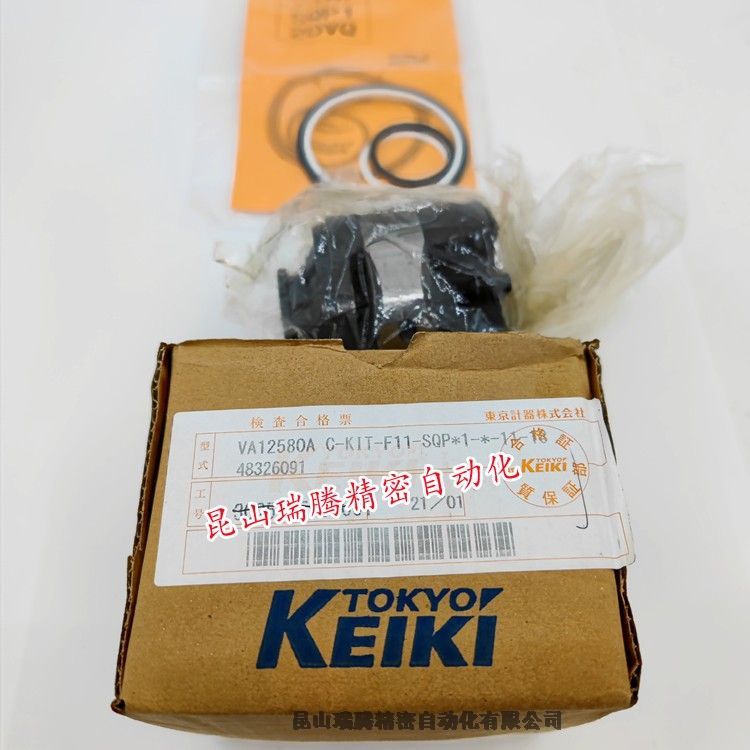 検査合格票
東京計器株式会社
型式
VA12580A C-KIT-F11-SQP*1-*-11-18
48326091
合格証
TOKYO
KEIKI
質保証品
工号
21/01
昆山瑞腾精密自动化
TOKYO
KEIKI
昆山瑞腾精密自动化有限公司